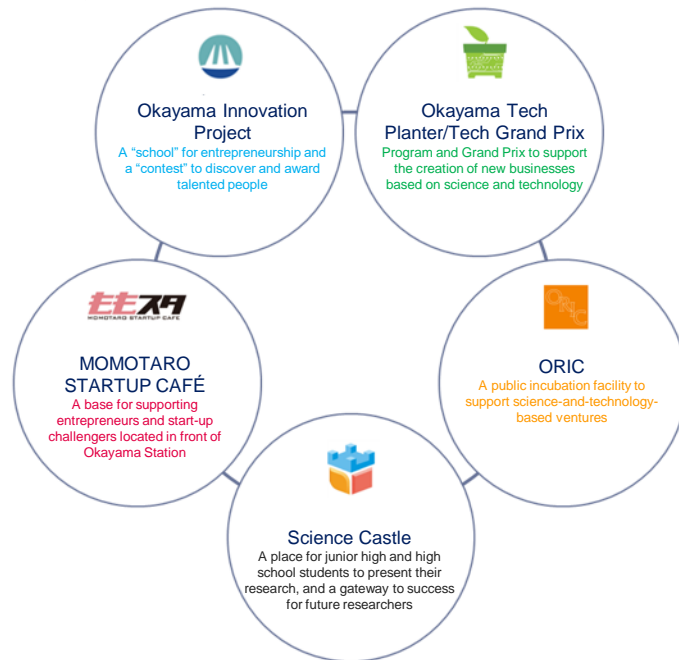 Okayama Innovation
Project
A “school” for entrepreneurship and
a “contest” to discover and award
talented people
Okayama Tech
Planter/Tech Grand Prix
Program and Grand Prix to support
the creation of new businesses
based on science and technology
ももスタ
MOMOTARO STARTUP CAFE
MOMOTARO
STARTUP CAFÉ
A base for supporting
entrepreneurs and start-up
challengers located in front of
Okayama Station
ORIC
ORIC
A public incubation facility to
support science-and-technology-
based ventures
Science Castle
A place for junior high and high
school students to present their
research, and a gateway to success
for future researchers